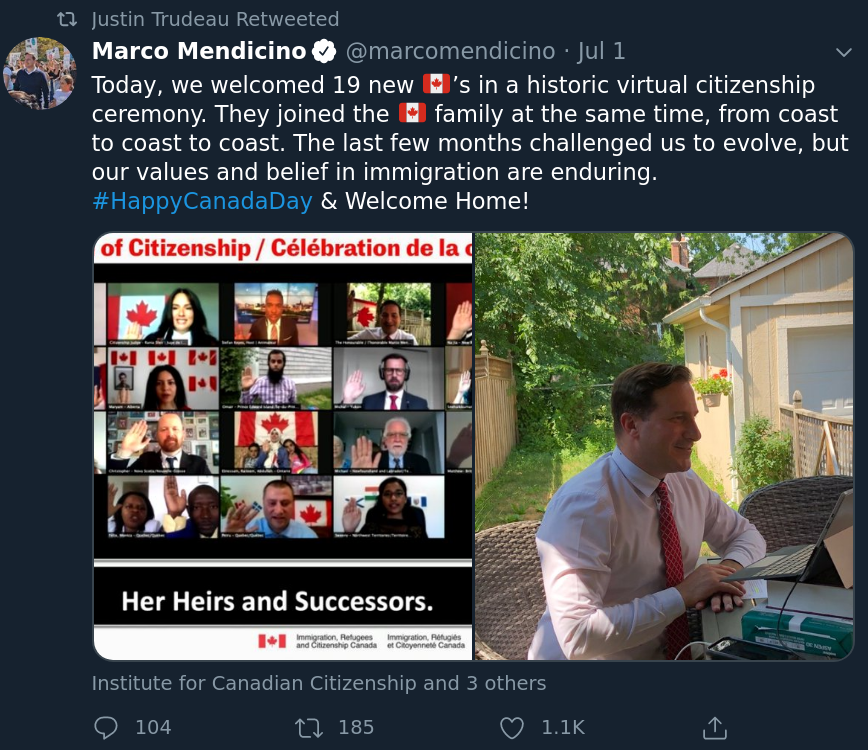 Justin Trudeau Retweeted
Marco Mendicino @marcomendicino · Jul 1
Today, we welcomed 19 new 🇨🇦's in a historic virtual citizenship
ceremony. They joined the 🇨🇦 family at the same time, from coast
to coast to coast. The last few months challenged us to evolve, but
our values and belief in immigration are enduring.
#HappyCanadaDay & Welcome Home!
of Citizenship / Célébration de la c
Her Heirs and Successors.
Immigration, Refugees
and Citizenship Canada
Immigration, Réfugiés
et Citoyenneté Canada
Institute for Canadian Citizenship and 3 others
104 185 1.1K